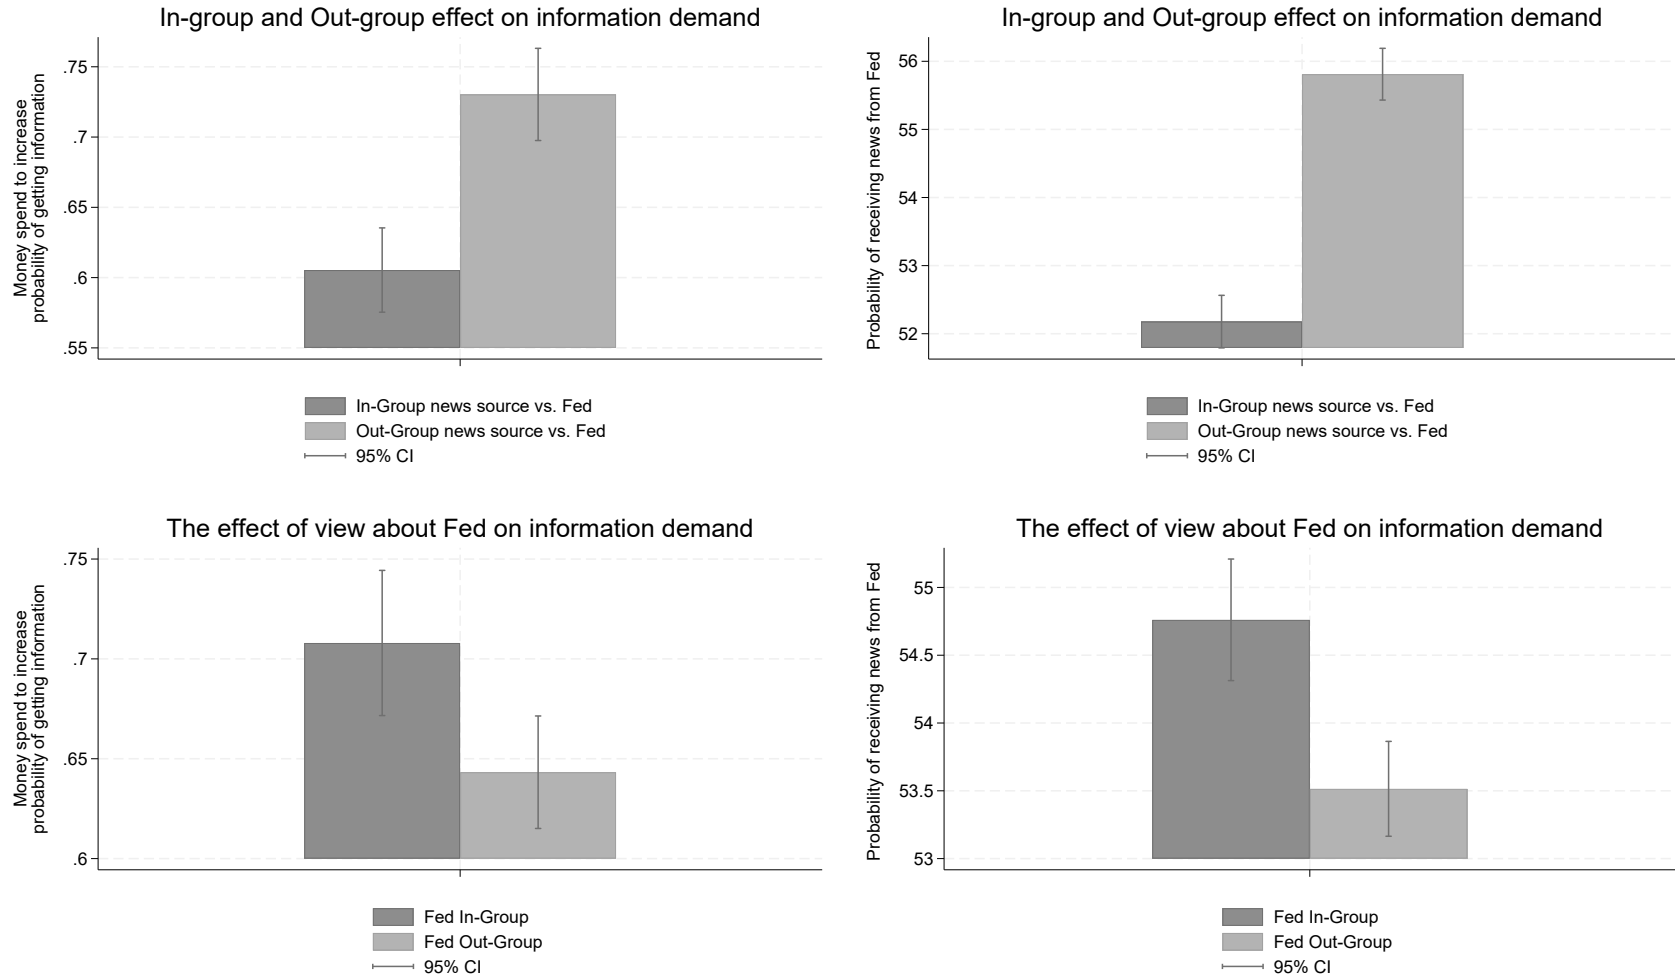 In-group and Out-group effect on information demand
Money spend to increase
probability of getting information
.75
.7
.65
.6
.55
In-Group news source vs. Fed
Out-Group news source vs. Fed
95% CI
In-group and Out-group effect on information demand
Probability of receiving news from Fed
56
55
54
53
52
In-Group news source vs. Fed
Out-Group news source vs. Fed
95% CI
The effect of view about Fed on information demand
Money spend to increase
probability of getting information
.75
.7
.65
.6
Fed In-Group
Fed Out-Group
95% CI
The effect of view about Fed on information demand
Probability of receiving news from Fed
55
54.5
54
53.5
53
Fed In-Group
Fed Out-Group
95% CI